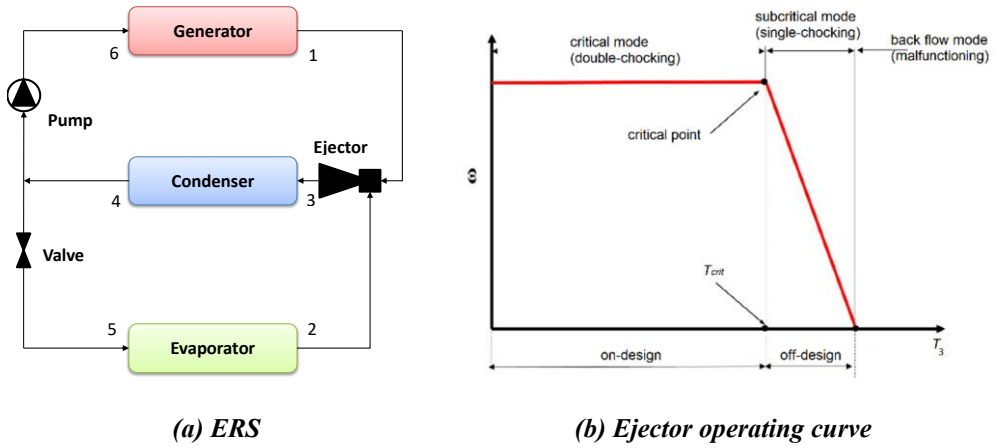 Generator
6
1
Pump
Ejector
Condenser
4
3
Valve
5
2
Evaporator
(a) ERS
critical mode
(double-chocking)
subcritical mode
(single-chocking)
back flow mode
(malfunctioning)
critical point
ω
Tcrit
T3
on-design
off-design
(b) Ejector operating curve